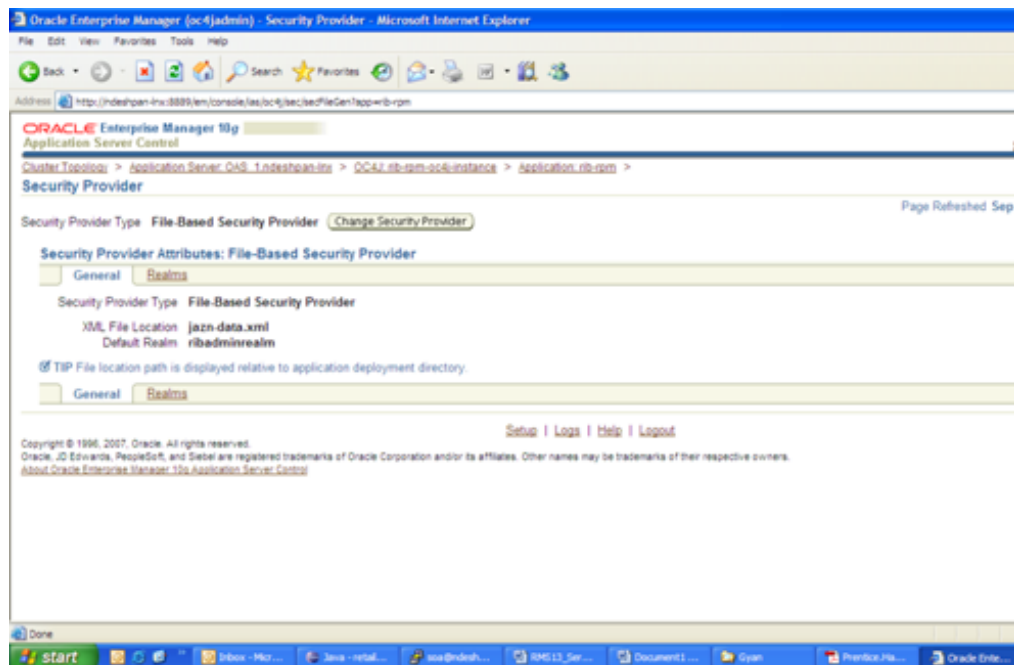 Oracle Enterprise Manager (oc4jadmin) - Security Provider - Microsoft Internet Explorer
File Edit View Favorites Tools Help
Back Search Favorites
Address http://ndeshpan-lnx:8889/em/console/ias/oc4j/sec/secFileGen?app=rib-rpm
ORACLE Enterprise Manager 10g
Application Server Control
Cluster Topology > Application Server: OAS_1.ndeshpan-lnx > OC4J: rib-rpm-oc4j-instance > Application: rib-rpm >
Security Provider
Page Refreshed Sep
Security Provider Type File-Based Security Provider Change Security Provider
Security Provider Attributes: File-Based Security Provider
General Realms
Security Provider Type File-Based Security Provider
XML File Location jazn-data.xml
Default Realm ribadminrealm
TIP File location path is displayed relative to application deployment directory.
General Realms
Setup | Logs | Help | Logout
Copyright © 1996, 2007, Oracle. All rights reserved.
Oracle, JD Edwards, PeopleSoft, and Siebel are registered trademarks of Oracle Corporation and/or its affiliates. Other names may be trademarks of their respective owners.
About Oracle Enterprise Manager 10g Application Server Control
Done
start Inbox - Micr... Java - retail... soa@ndesh... RMS13_Ser... Document1 ... Gyan Prentice.Ha... Oracle Ente...